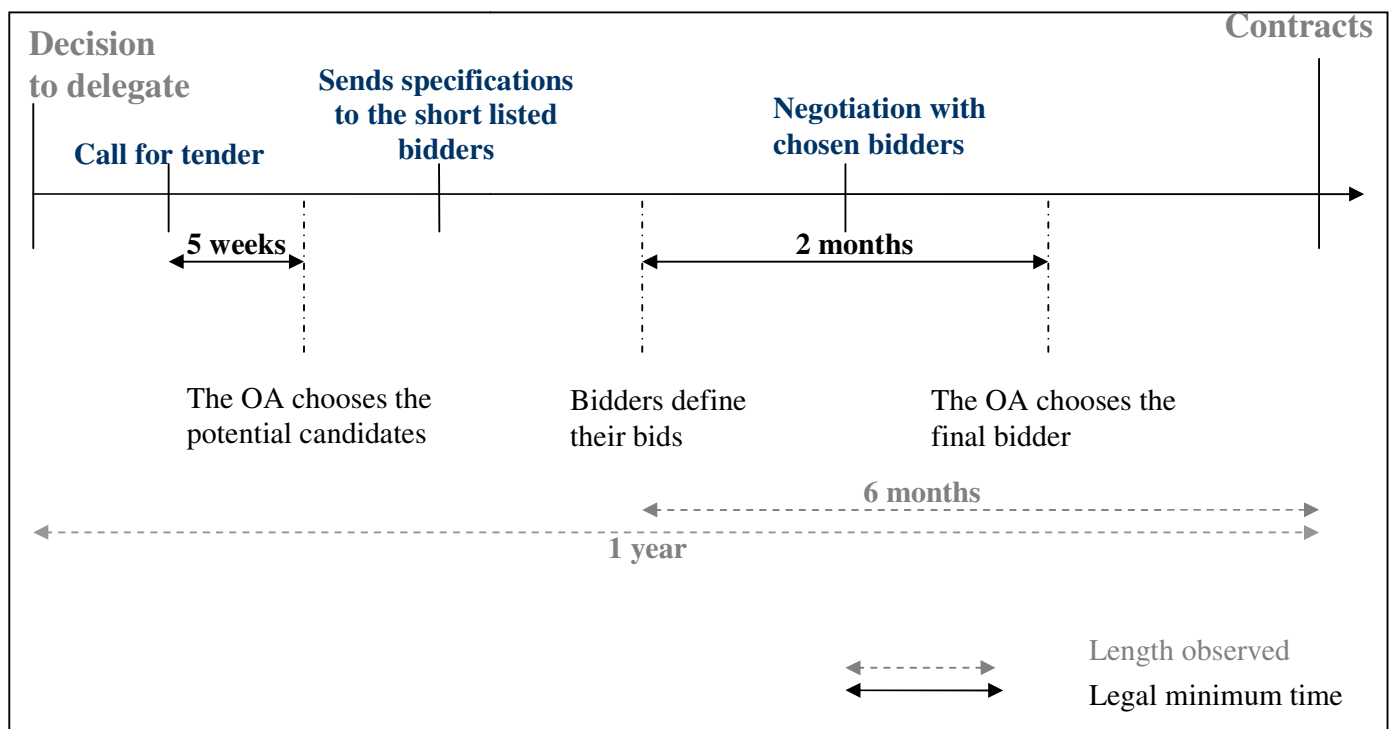 Decision
to delegate
Contracts
Sends specifications
to the short listed
bidders
Negotiation with
chosen bidders
Call for tender
5 weeks
2 months
The OA chooses the
potential candidates
Bidders define
their bids
The OA chooses the
final bidder
6 months
1 year
Length observed
Legal minimum time